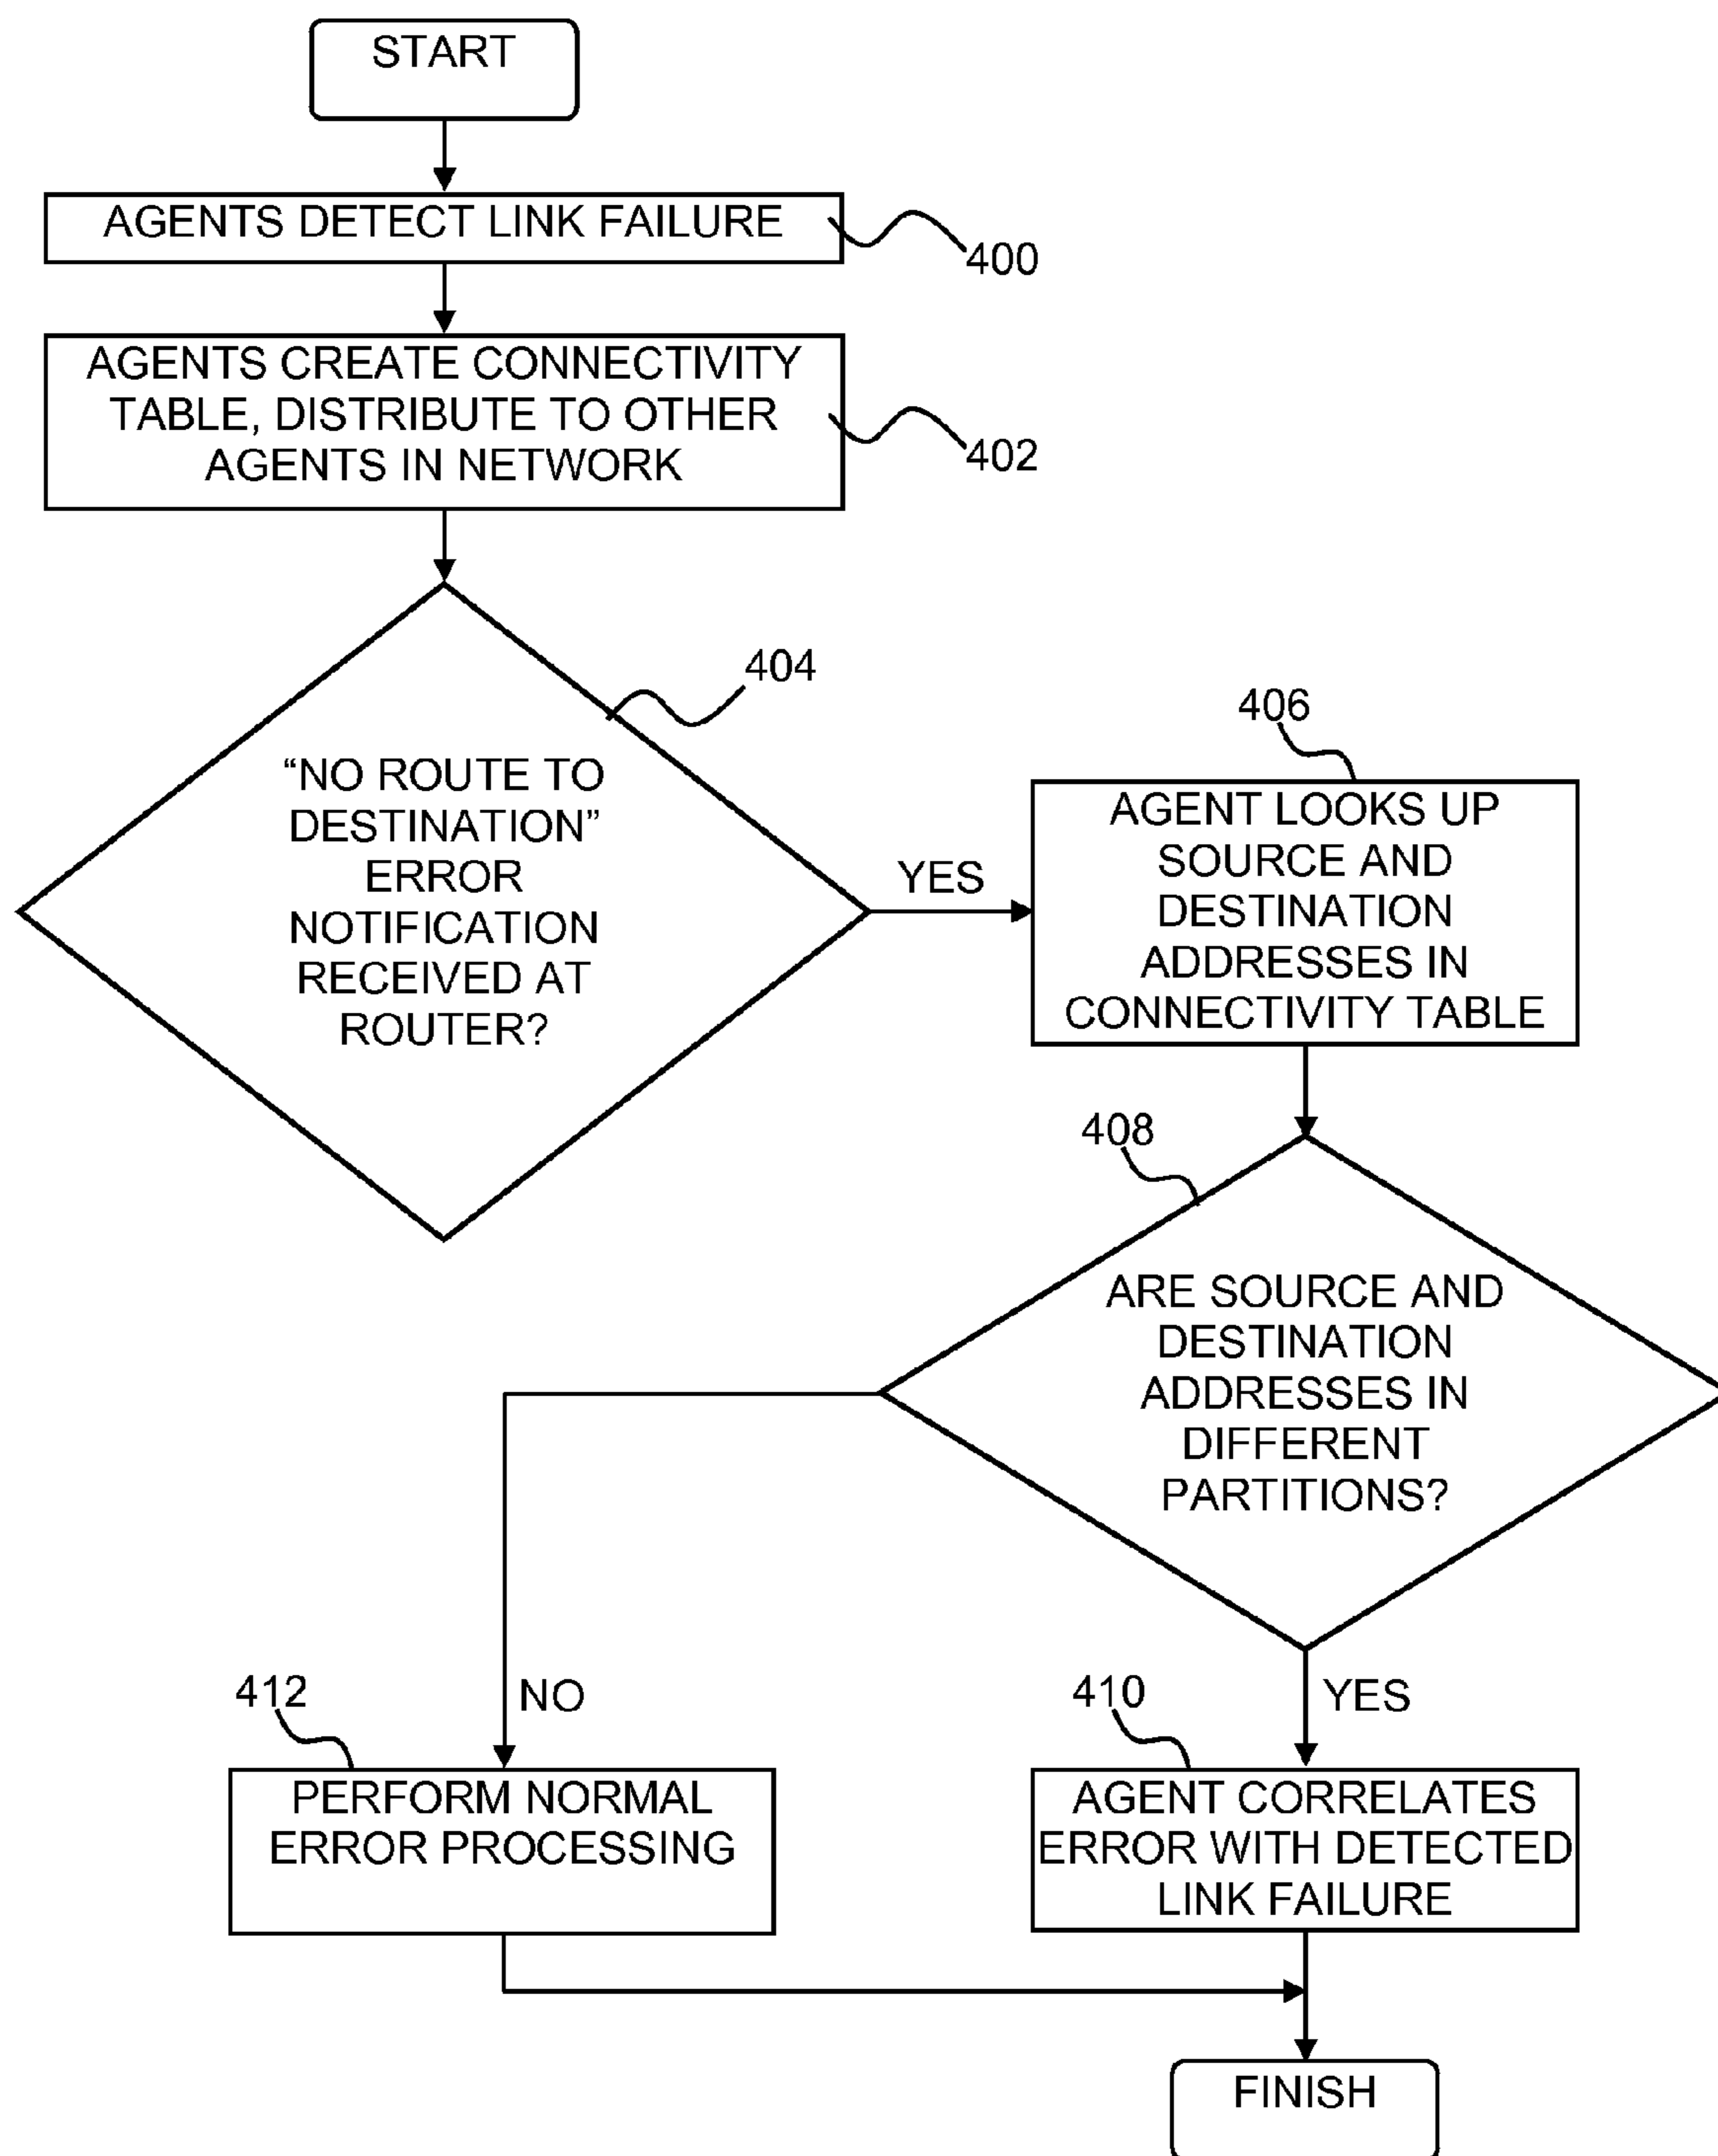 START
AGENTS DETECT LINK FAILURE
400
AGENTS CREATE CONNECTIVITY
TABLE, DISTRIBUTE TO OTHER
AGENTS IN NETWORK
402
404
“NO ROUTE TO
DESTINATION”
ERROR
NOTIFICATION
RECEIVED AT
ROUTER?
YES
406
AGENT LOOKS UP
SOURCE AND
DESTINATION
ADDRESSES IN
CONNECTIVITY TABLE
408
ARE SOURCE AND
DESTINATION
ADDRESSES IN
DIFFERENT
PARTITIONS?
NO
YES
412
PERFORM NORMAL
ERROR PROCESSING
410
AGENT CORRELATES
ERROR WITH DETECTED
LINK FAILURE
FINISH